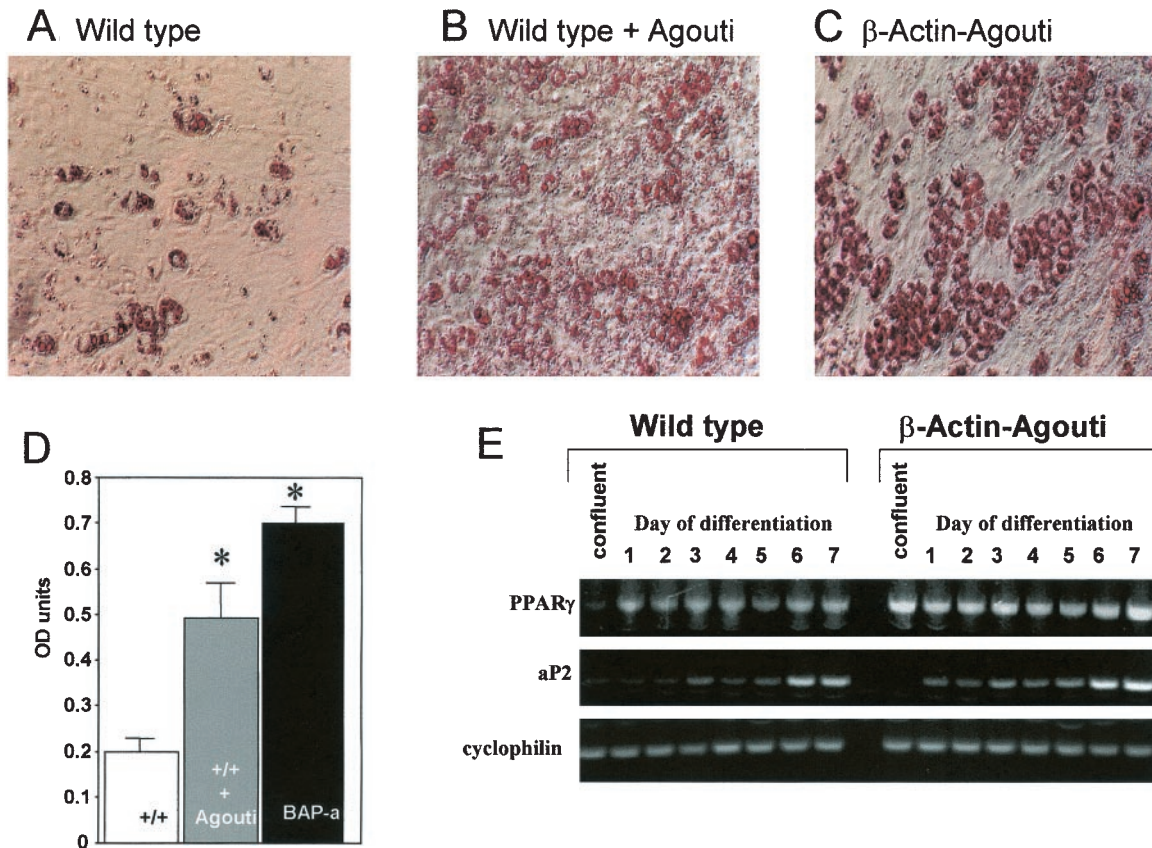 A Wild type
B Wild type + Agouti
C β-Actin-Agouti
D
0.8
0.7
0.6
0.5
0.4
0.3
0.2
0.1
0
OD units
*
*
+/+
+/+
+
Agouti
BAP-a
E
Wild type
β-Actin-Agouti
confluent
Day of differentiation
1 2 3 4 5 6 7
confluent
Day of differentiation
1 2 3 4 5 6 7
PPARγ
aP2
cyclophilin